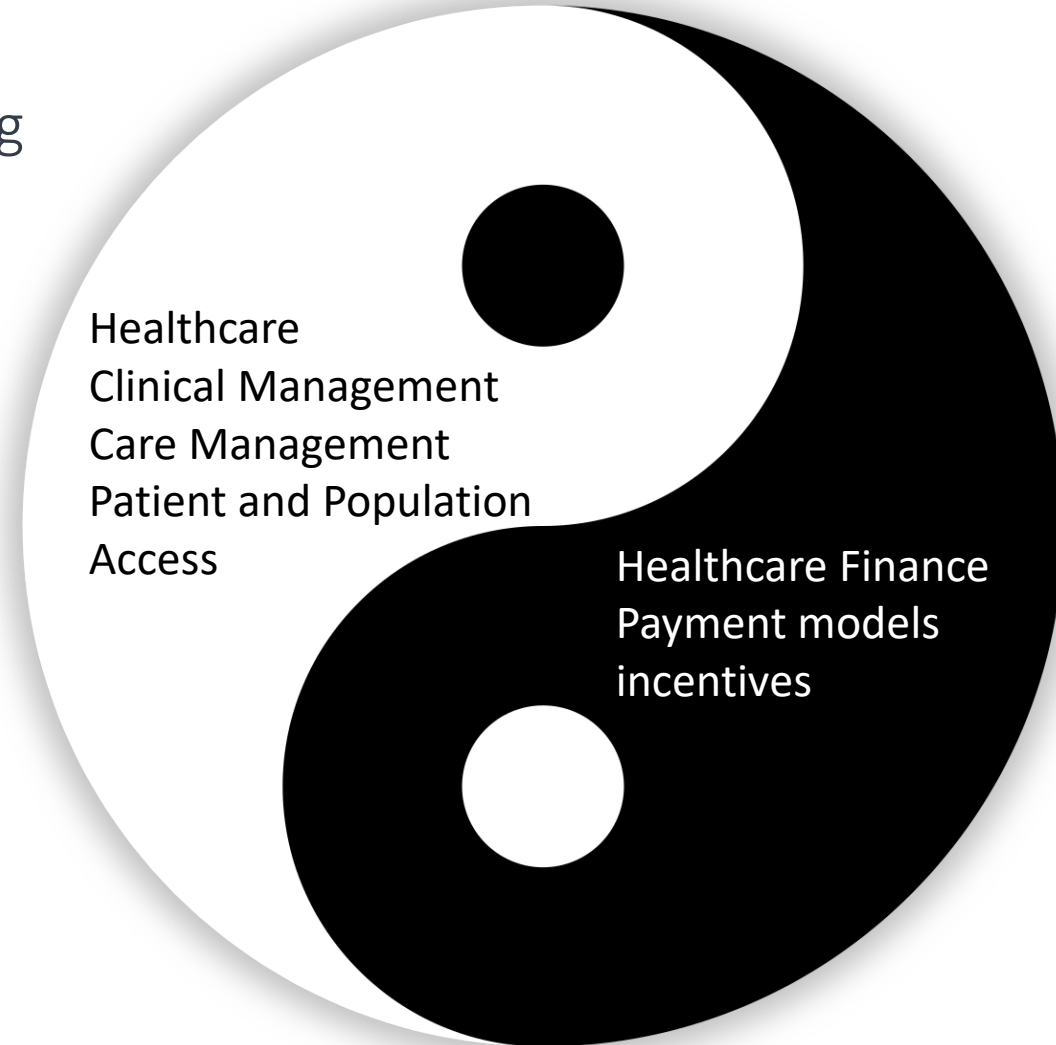 g
Healthcare
Clinical Management
Care Management
Patient and Population
Access
Healthcare Finance
Payment models
incentives